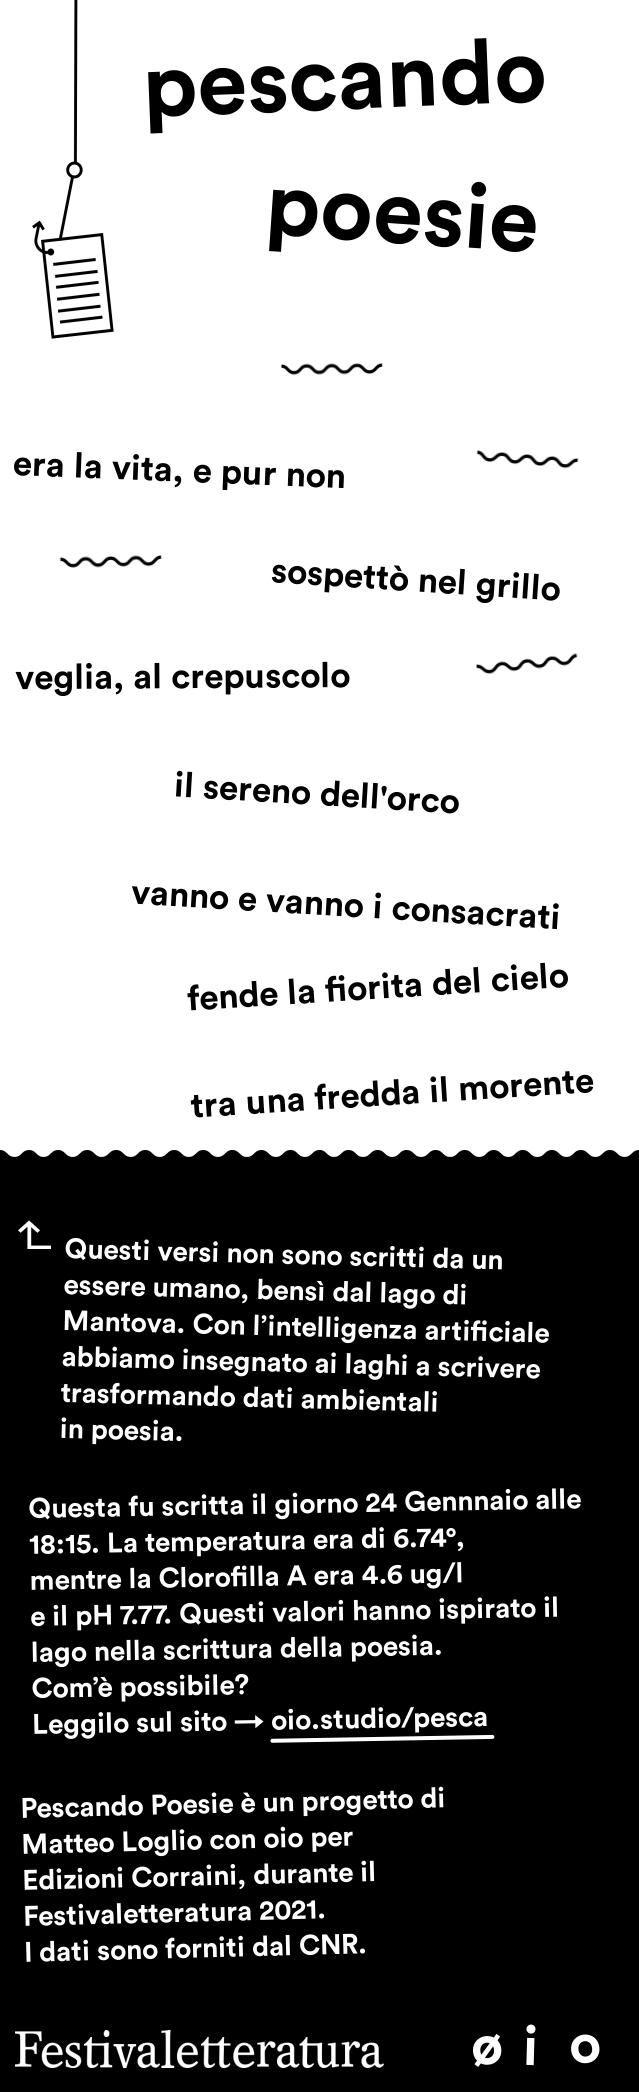 pescando
poesie
era la vita, e pur non
sospettò nel grillo
veglia, al crepuscolo
il sereno dell'orco
vanno e vanno i consacrati
fende la fiorita del cielo
tra una fredda il morente
Questi versi non sono scritti da un
essere umano, bensì dal lago di
Mantova. Con l’intelligenza artificiale
abbiamo insegnato ai laghi a scrivere
trasformando dati ambientali
in poesia.
Questa fu scritta il giorno 24 Gennnaio alle
18:15. La temperatura era di 6.74°,
mentre la Clorofilla A era 4.6 ug/l
e il pH 7.77. Questi valori hanno ispirato il
lago nella scrittura della poesia.
Com’è possibile?
Leggilo sul sito → oio.studio/pesca
Pescando Poesie è un progetto di
Matteo Loglio con oio per
Edizioni Corraini, durante il
Festivaletteratura 2021.
I dati sono forniti dal CNR.
Festivaletteratura ø i o